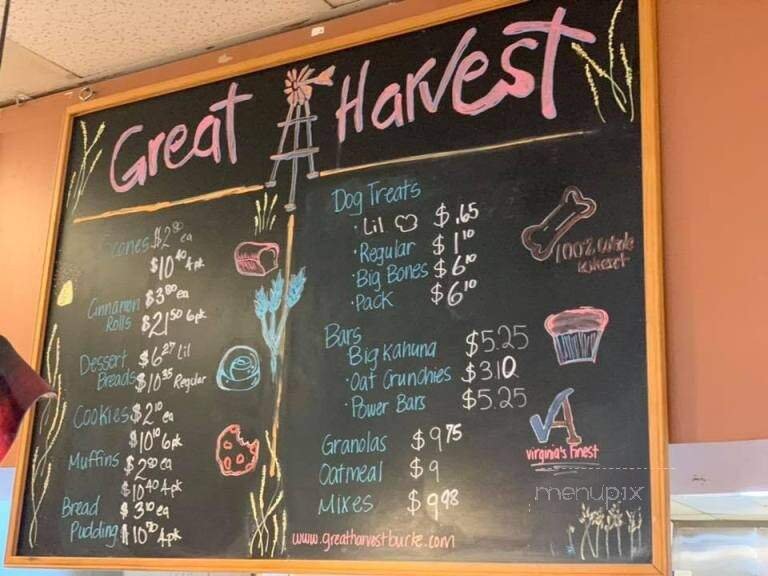 Great Harvest
Scones $2.80 ea
$10.40 4pk
Cinnamon $3.80 ea
Rolls $21.50 6pk
Dessert $6.27 Lil
Breads $10.35 Regular
Cookies $2.10 ea
$10.10 6pk
Muffins $2.80 ea
$10.40 4pk
Bread $3.10 ea
Pudding 4pk
Dog Treats
· Lil $.65
· Regular $1.10
· Big Bones $6.10
· Pack $6.10
100% Whole
Bars
Big Kahuna $5.25
· Oat Crunchies $3.10
· Power Bars $5.25
Granolas $9.75
Oatmeal $9
Mixes $9.98
VA
Virginia's Finest
menupix
www.greatharvestburke.com